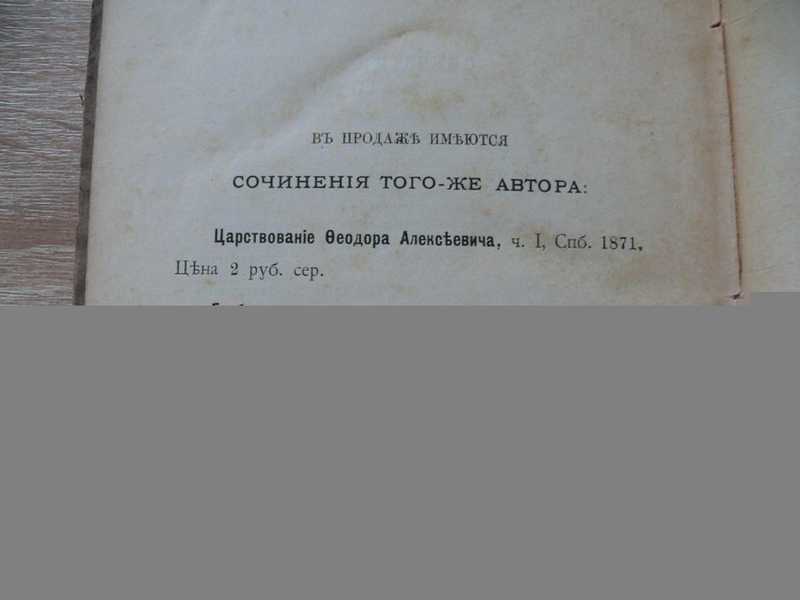 ВЪ ПРОДАЖѢ ИМѢЮТСЯ
СОЧИНЕНІЯ ТОГО-ЖЕ АВТОРА:
Царствованіе Ѳеодора Алексѣевича, ч. I, Спб. 1871,
Цѣна 2 руб. сер.